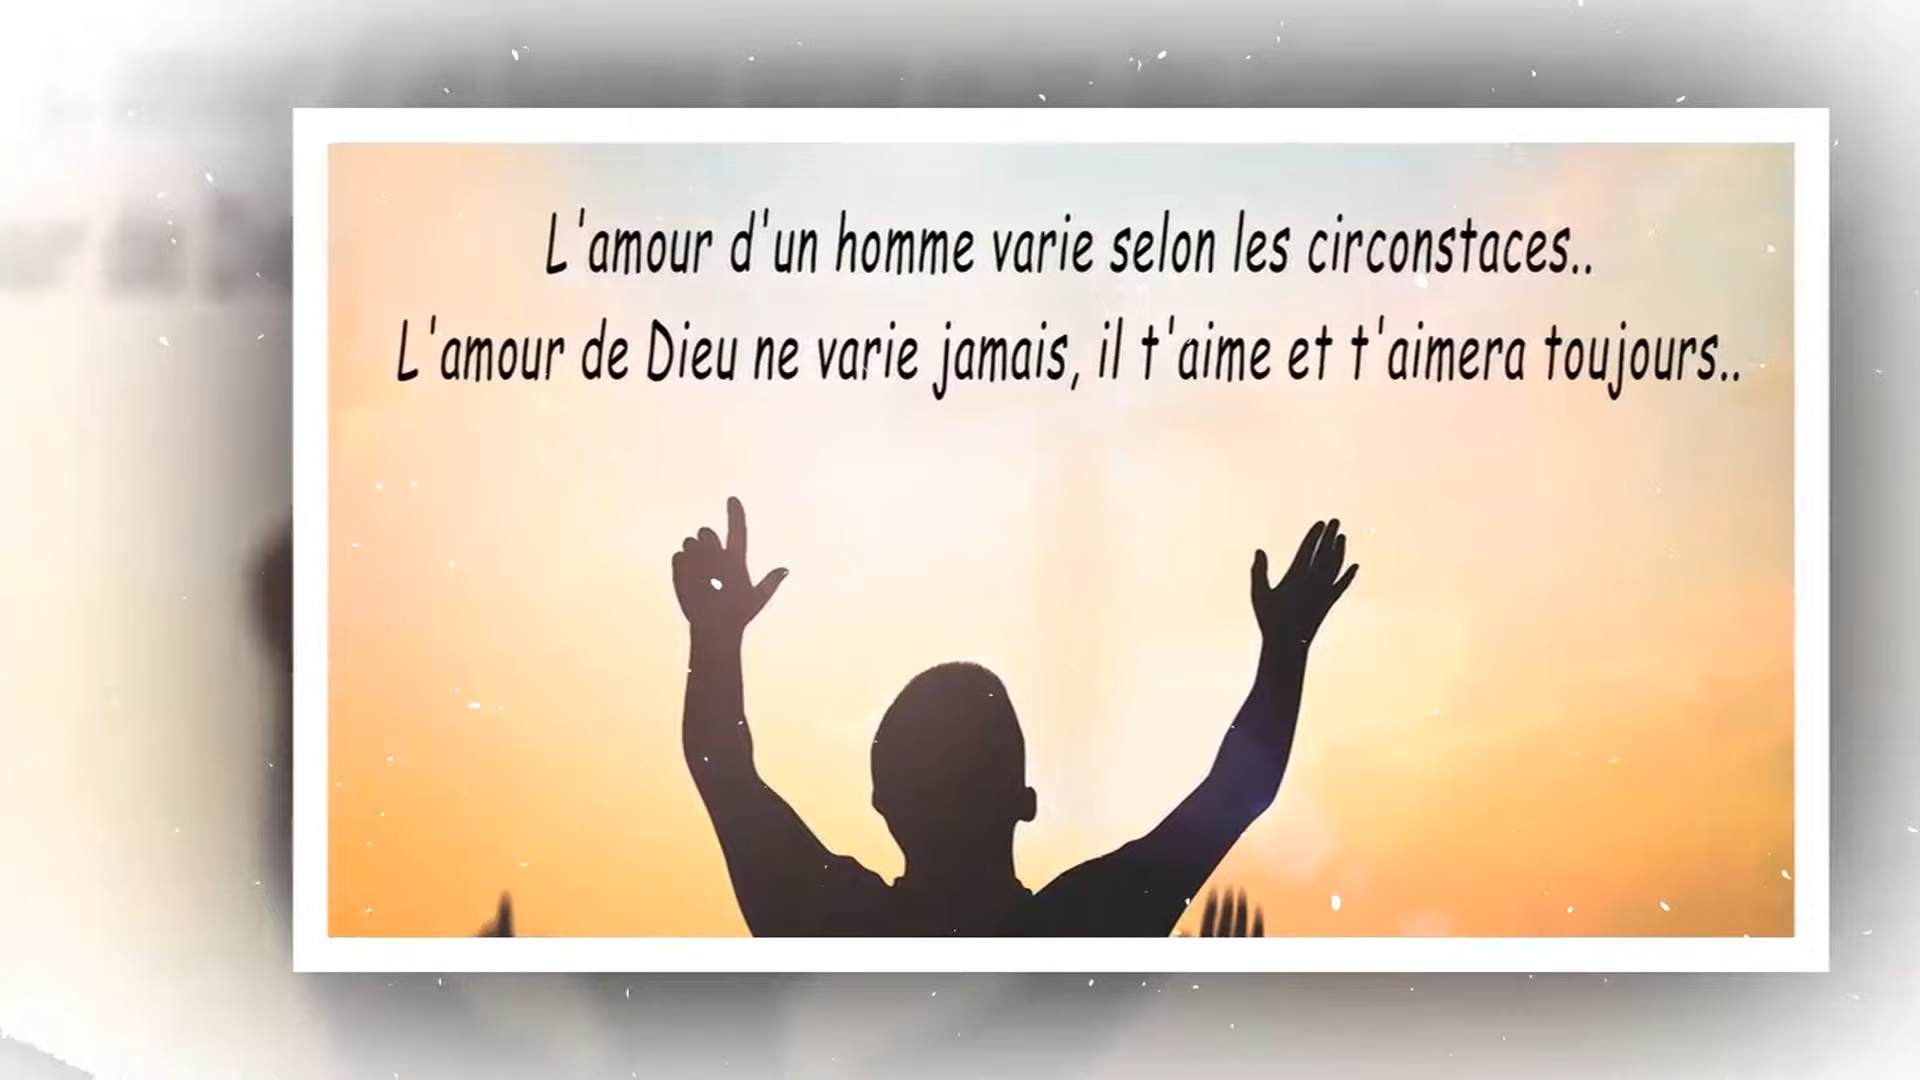 L'amour d'un homme varie selon les circonstaces..
L'amour de Dieu ne varie jamais, il t'aime et t'aimera toujours..